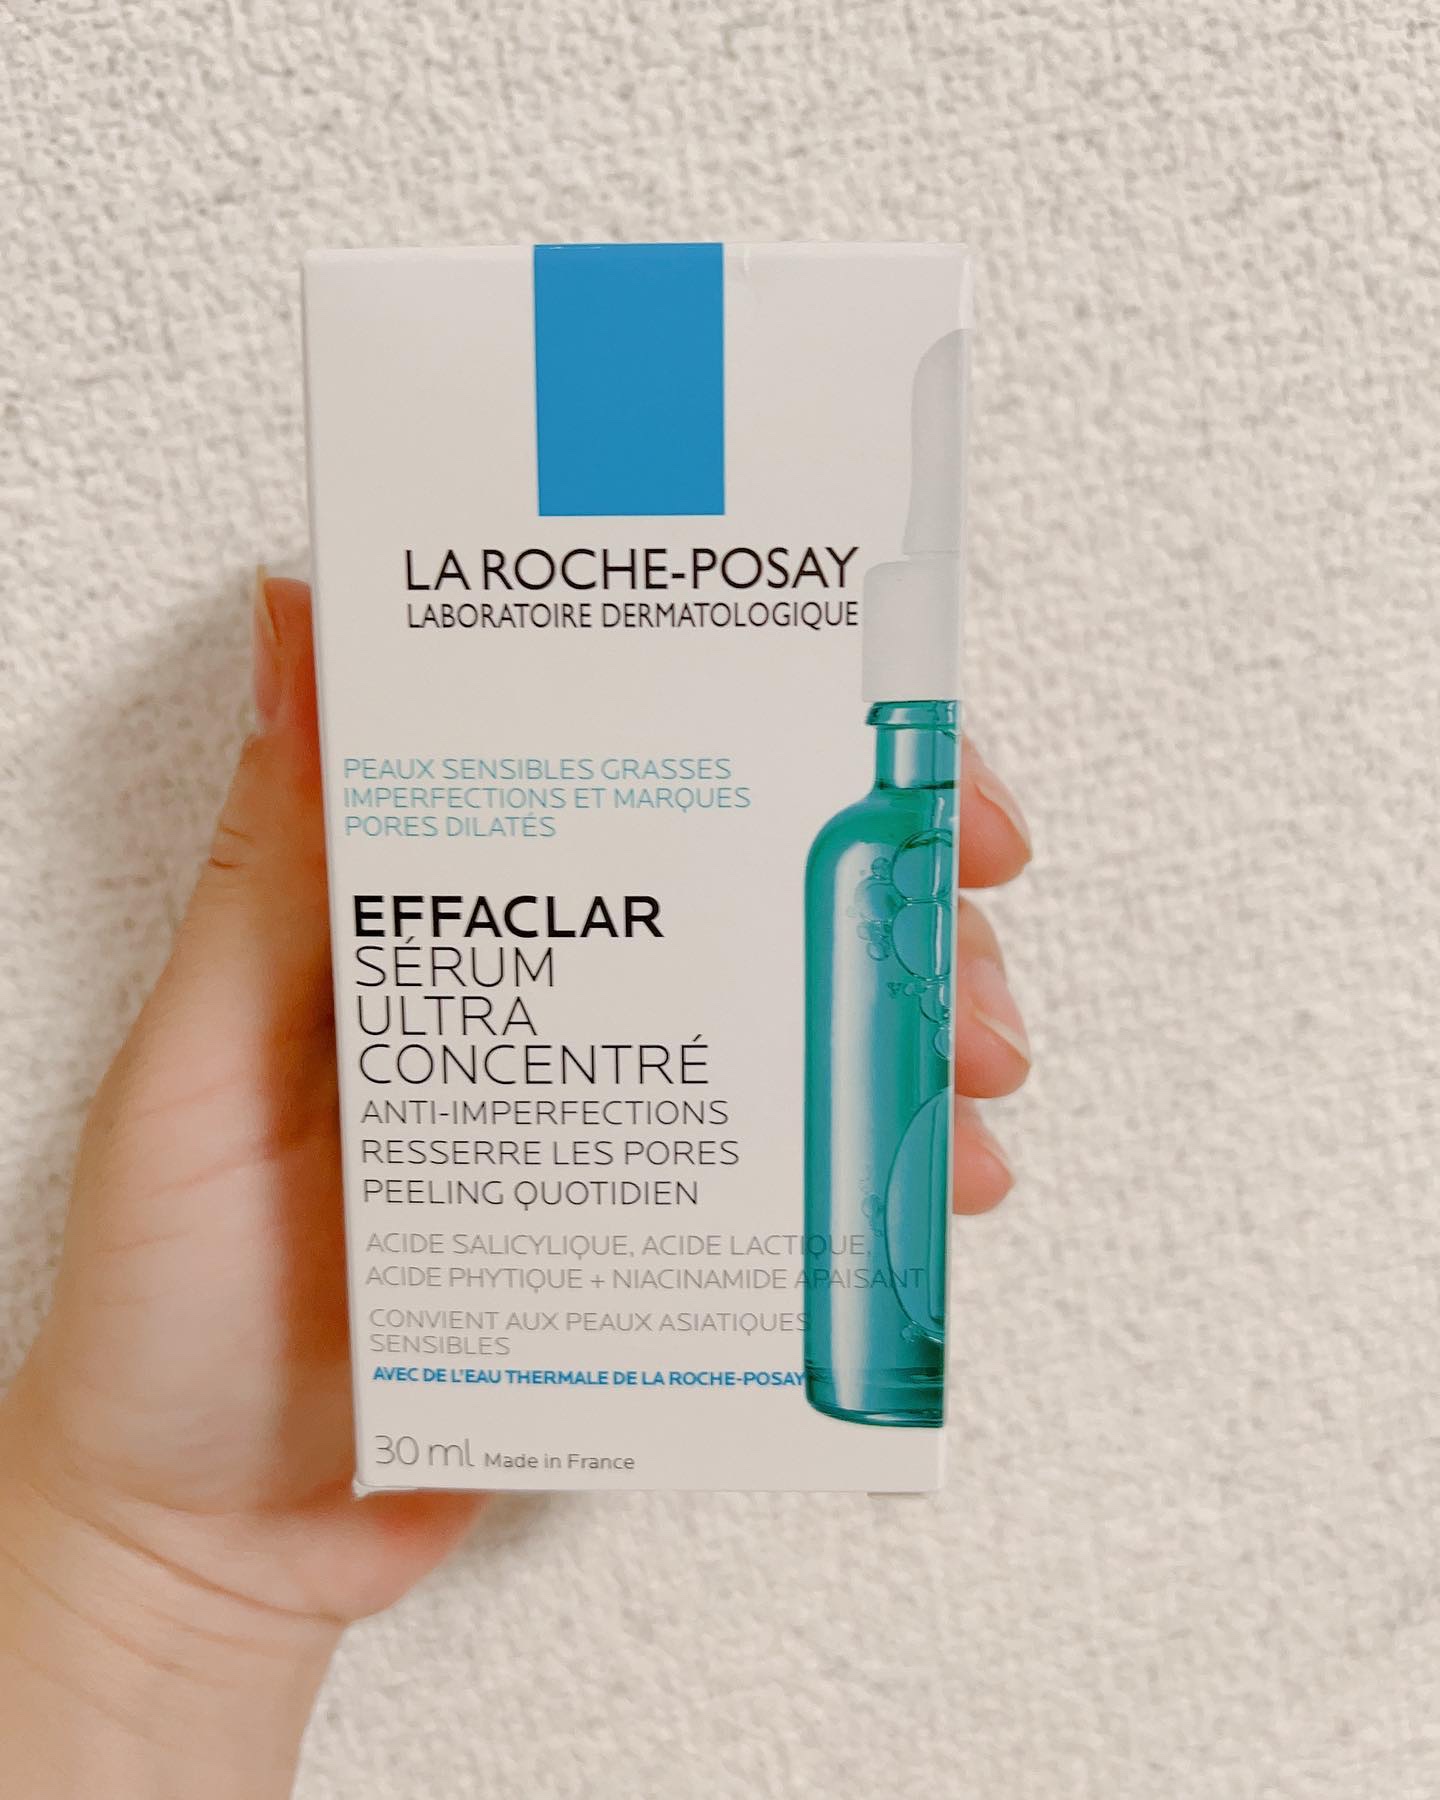 LA ROCHE-POSAY
LABORATOIRE DERMATOLOGIQUE
PEAUX SENSIBLES GRASSES
IMPERFECTIONS ET MARQUES
PORES DILATÉS
EFFACLAR
SÉRUM
ULTRA
CONCENTRÉ
ANTI-IMPERFECTIONS
RESSERRE LES PORES
PEELING QUOTIDIEN
ACIDE SALICYLIQUE, ACIDE LACTIQUE,
ACIDE PHYTIQUE + NIACINAMIDE APAISANT
CONVIENT AUX PEAUX ASIATIQUES
SENSIBLES
AVEC DE L'EAU THERMALE DE LA ROCHE-POSAY
30 ml Made in France